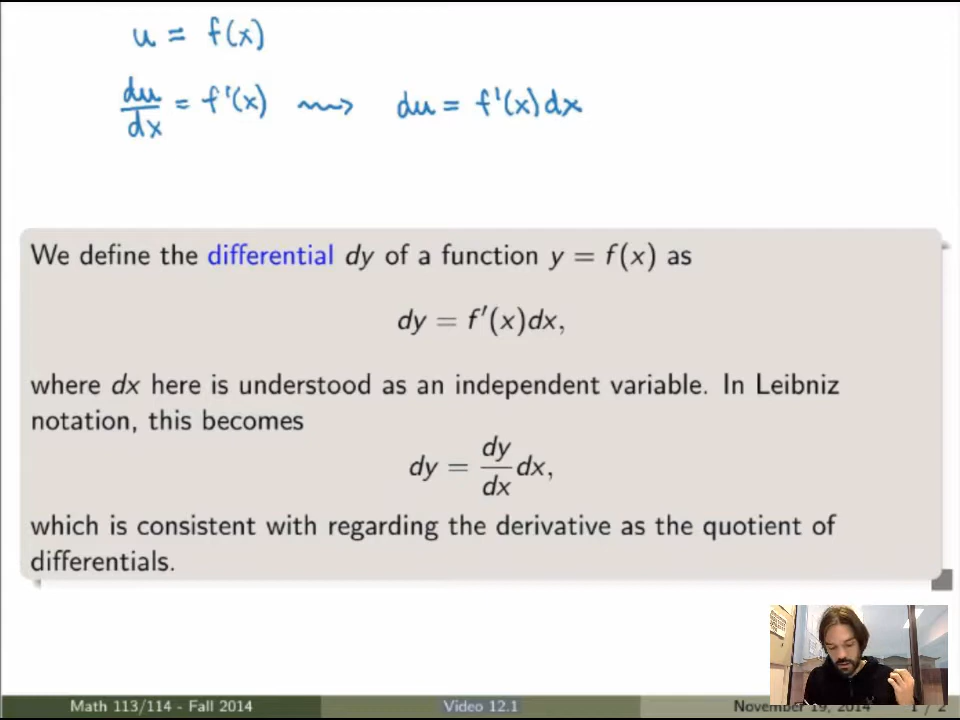 u = f(x)
du/dx = f'(x) ⇝ du = f'(x)dx
We define the differential dy of a function y = f(x) as
dy = f′(x)dx,
where dx here is understood as an independent variable. In Leibniz
notation, this becomes
dy = dy/dx dx,
which is consistent with regarding the derivative as the quotient of
differentials.
Math 113/114 - Fall 2014 Video 12.1 November 19, 2014 1 / 2